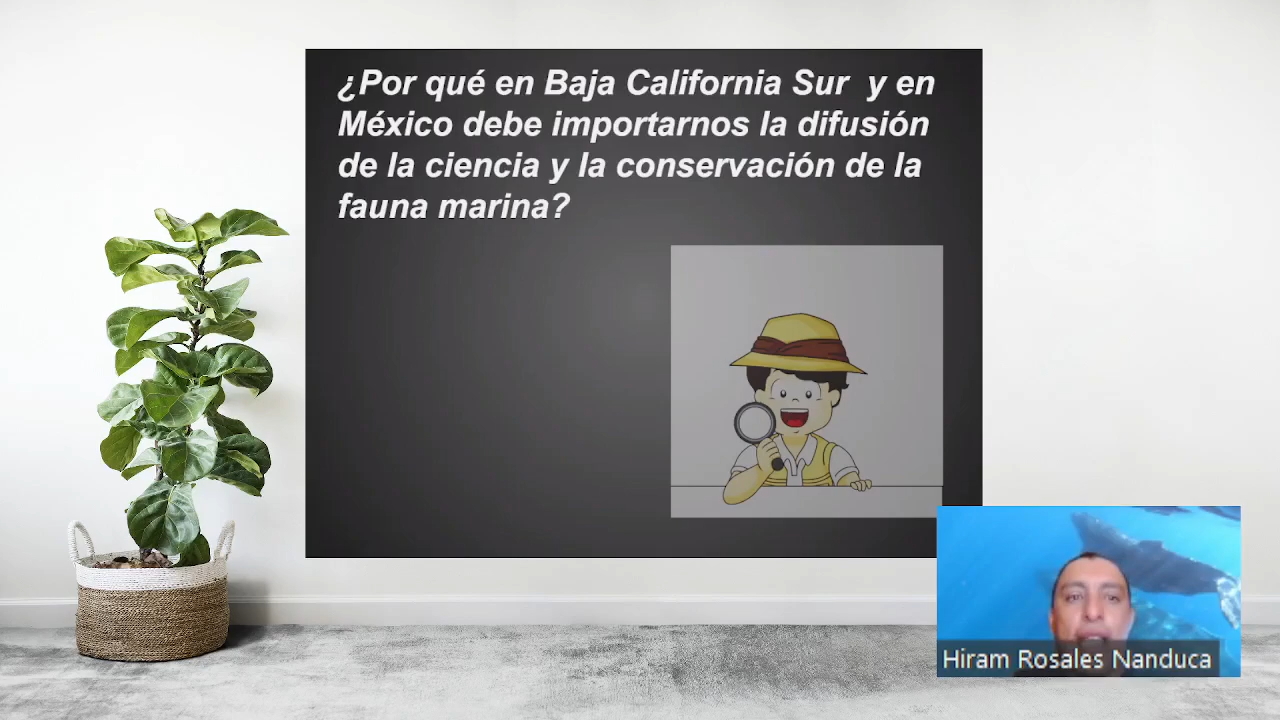 ¿Por qué en Baja California Sur y en
México debe importarnos la difusión
de la ciencia y la conservación de la
fauna marina?
Hiram Rosales Nanduca